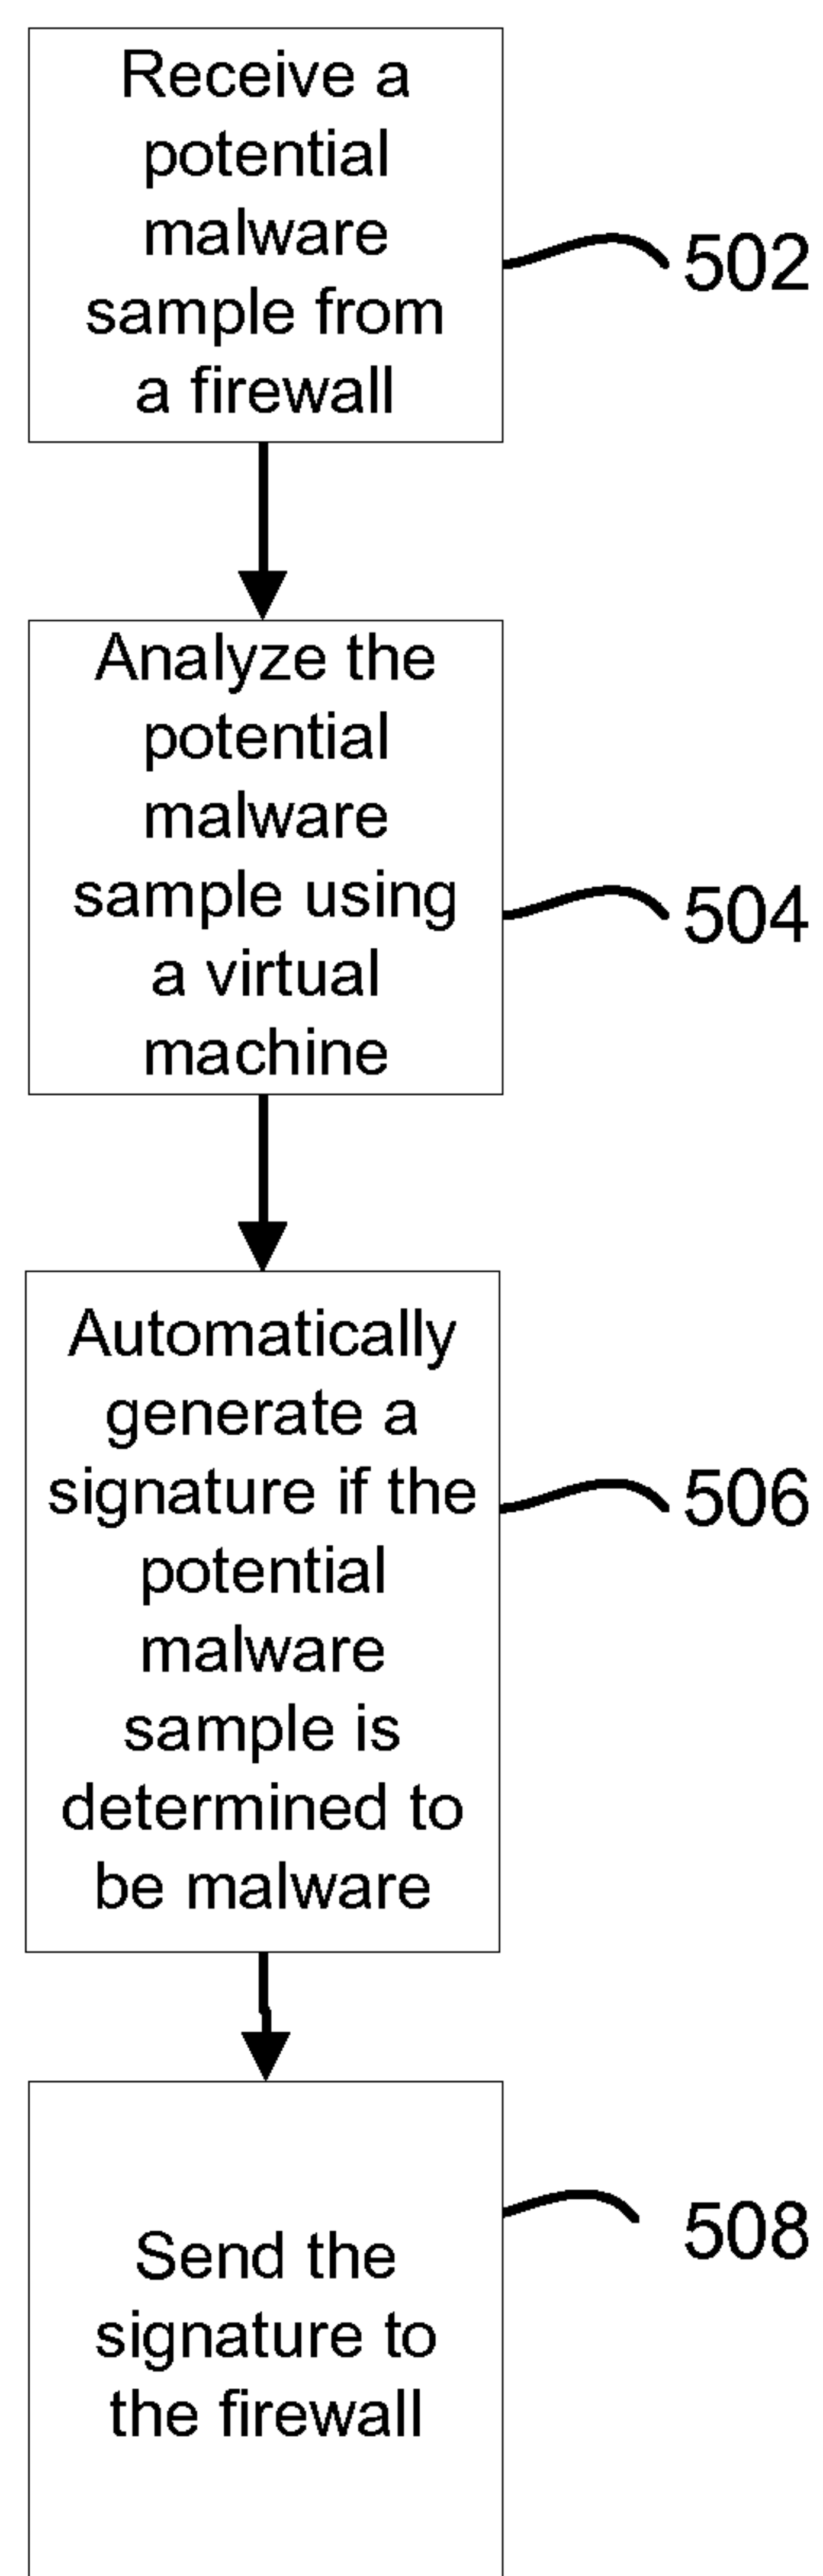 Receive a
potential
malware
sample from
a firewall
502
Analyze the
potential
malware
sample using
a virtual
machine
504
Automatically
generate a
signature if the
potential
malware
sample is
determined to
be malware
506
Send the
signature to
the firewall
508